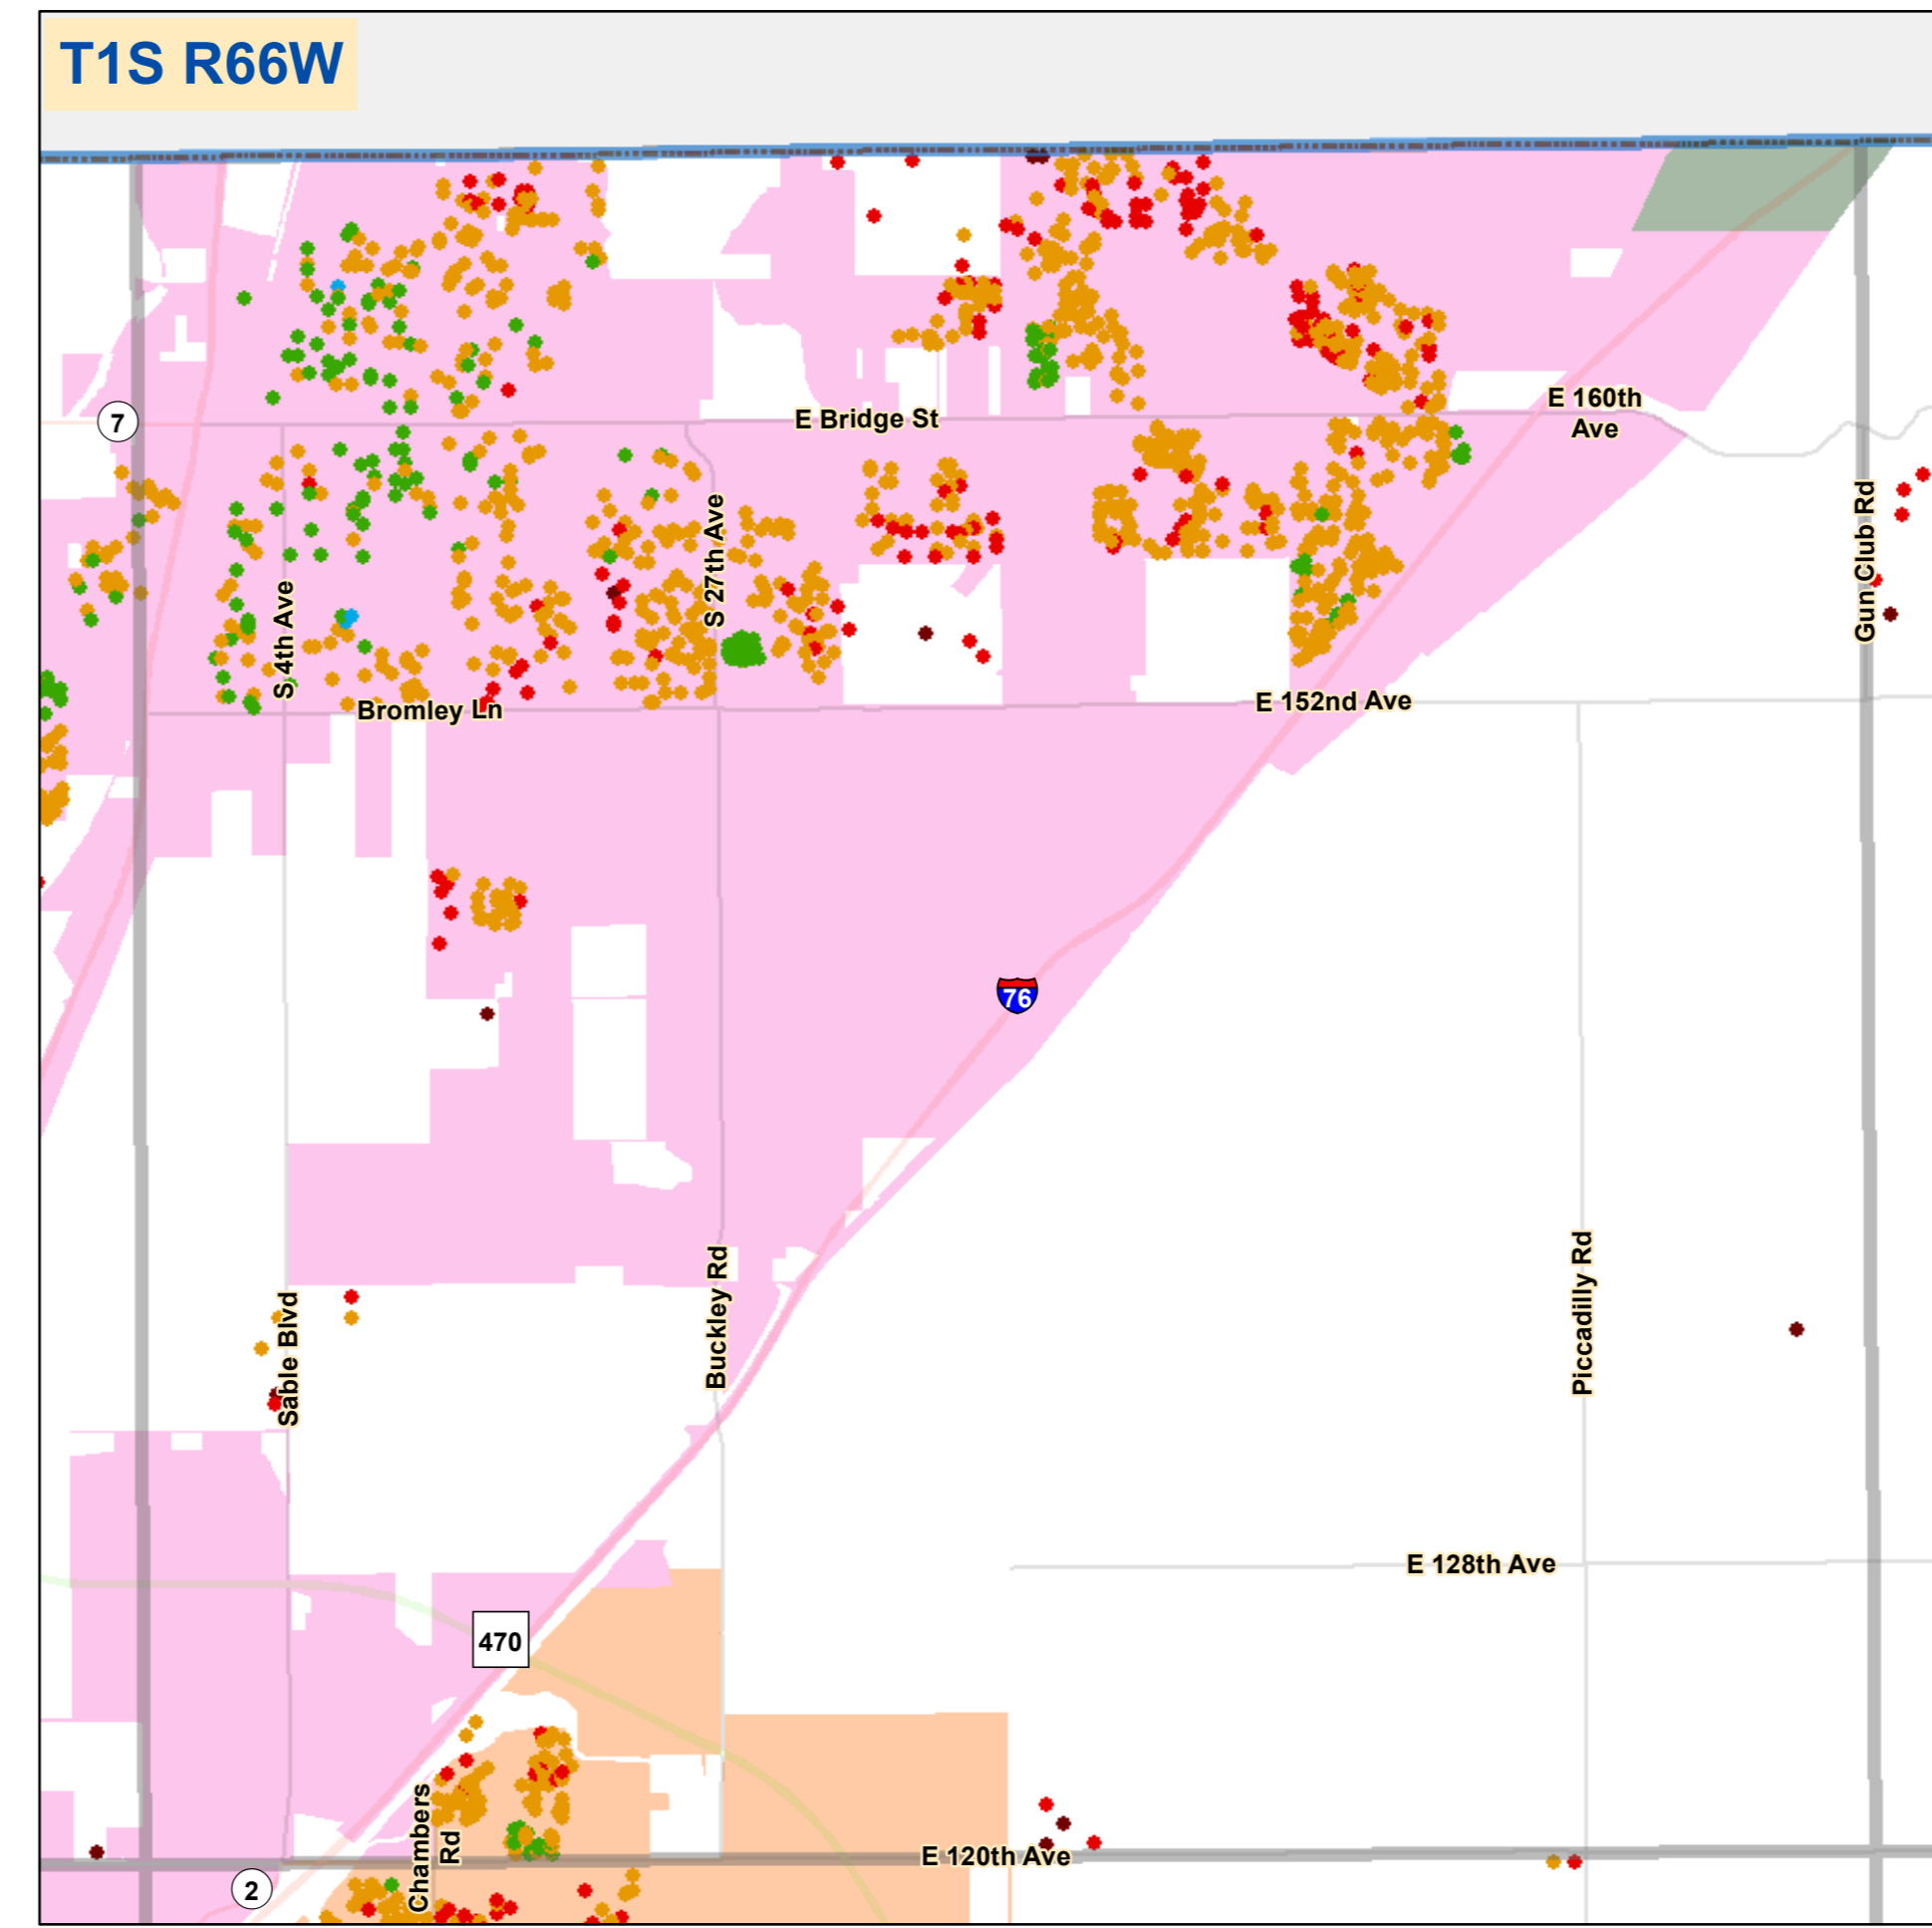 T1S R66W
E Bridge St
E 160th
Ave
7
S 27th Ave
Gun Club Rd
S 4th Ave
Bromley Ln
E 152nd Ave
76
Buckley Rd
Piccadilly Rd
Sable Blvd
E 128th Ave
470
Chambers
Rd
E 120th Ave
2